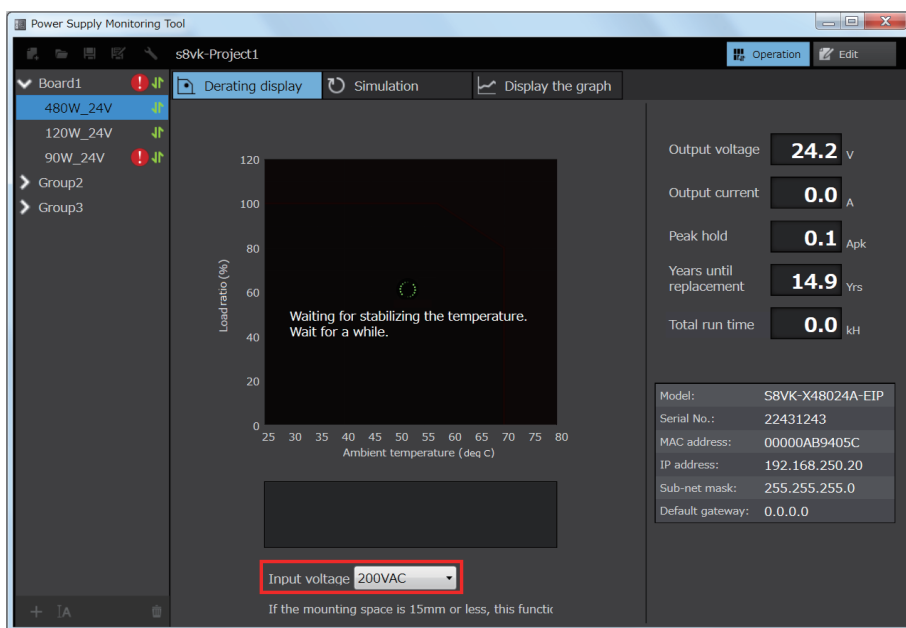 Power Supply Monitoring Tool
s8vk-Project1
Operation
Edit
Board1
480W_24V
120W_24V
90W_24V
Group2
Group3
Derating display
Simulation
Display the graph
120
100
80
60
40
20
0
Load ratio (%)
Waiting for stabilizing the temperature.
Wait for a while.
25 30 35 40 45 50 55 60 65 70 75 80
Ambient temperature (deg C)
Input voltage 200VAC
If the mounting space is 15mm or less, this functic
Output voltage 24.2 V
Output current 0.0 A
Peak hold 0.1 Apk
Years until
replacement 14.9 Yrs
Total run time 0.0 kH
Model: S8VK-X48024A-EIP
Serial No.: 22431243
MAC address: 00000AB9405C
IP address: 192.168.250.20
Sub-net mask: 255.255.255.0
Default gateway: 0.0.0.0